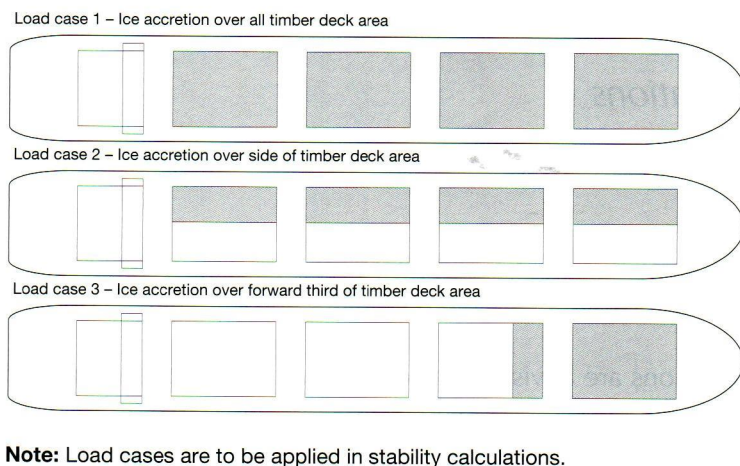 Load case 1 – Ice accretion over all timber deck area
Load case 2 – Ice accretion over side of timber deck area
Load case 3 – Ice accretion over forward third of timber deck area
Note: Load cases are to be applied in stability calculations.